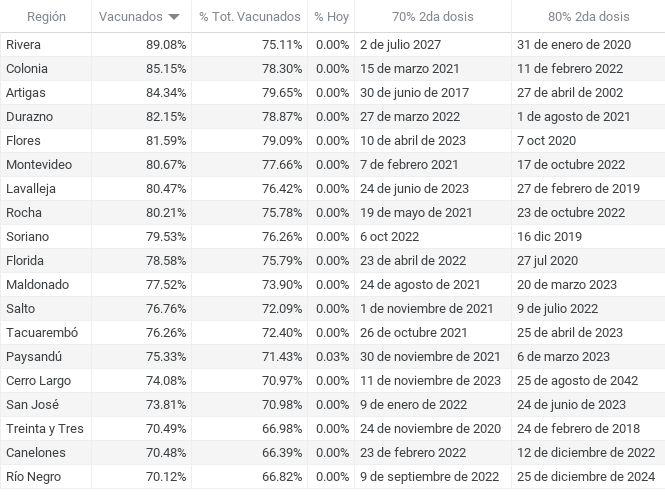 Región Vacunados % Tot. Vacunados % Hoy 70% 2da dosis 80% 2da dosis
Rivera 89.08% 75.11% 0.00% 2 de julio 2027 31 de enero de 2020
Colonia 85.15% 78.30% 0.00% 15 de marzo 2021 11 de febrero 2022
Artigas 84.34% 79.65% 0.00% 30 de junio de 2017 27 de abril de 2002
Durazno 82.15% 78.87% 0.00% 27 de marzo 2022 1 de agosto de 2021
Flores 81.59% 79.09% 0.00% 10 de abril de 2023 7 oct 2020
Montevideo 80.67% 77.66% 0.00% 7 de febrero 2021 17 de octubre 2022
Lavalleja 80.47% 76.42% 0.00% 24 de junio de 2023 27 de febrero de 2019
Rocha 80.21% 75.78% 0.00% 19 de mayo de 2021 23 de octubre 2022
Soriano 79.53% 76.26% 0.00% 6 oct 2022 16 dic 2019
Florida 78.58% 75.79% 0.00% 23 de abril de 2022 27 jul 2020
Maldonado 77.52% 73.90% 0.00% 24 de agosto de 2021 20 de marzo 2023
Salto 76.76% 72.09% 0.00% 1 de noviembre de 2021 9 de julio 2022
Tacuarembó 76.26% 72.40% 0.00% 26 de octubre 2021 25 de abril de 2023
Paysandú 75.33% 71.43% 0.03% 30 de noviembre de 2021 6 de marzo 2023
Cerro Largo 74.08% 70.97% 0.00% 11 de noviembre de 2023 25 de agosto de 2042
San José 73.81% 70.98% 0.00% 9 de enero de 2022 24 de junio de 2023
Treinta y Tres 70.49% 66.98% 0.00% 24 de noviembre de 2020 24 de febrero de 2018
Canelones 70.48% 66.39% 0.00% 23 de febrero 2022 12 de diciembre de 2022
Río Negro 70.12% 66.82% 0.00% 9 de septiembre de 2022 25 de diciembre de 2024